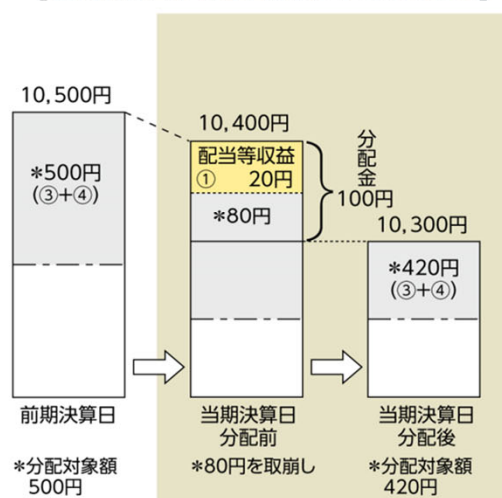 10,500円
*500円
(③+④)
前期決算日
*分配対象額
500円
10,400円
配当等収益
① 20円
*80円
分配金
100円
当期決算日
分配前
*80円を取崩し
10,300円
*420円
(③+④)
当期決算日
分配後
*分配対象額
420円